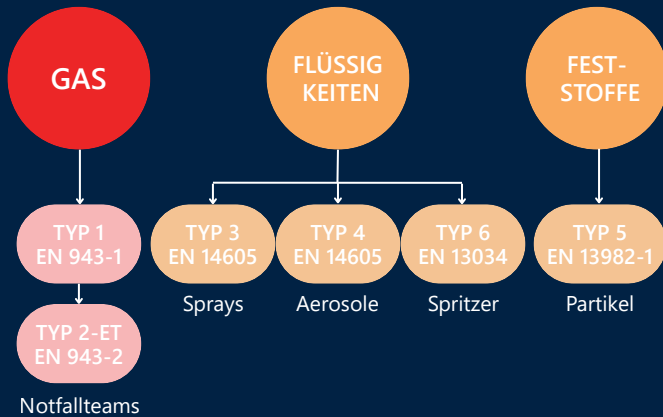 GAS
FLÜSSIG
KEITEN
FEST-
STOFFE
TYP 1
EN 943-1
TYP 3
EN 14605
TYP 4
EN 14605
TYP 6
EN 13034
TYP 5
EN 13982-1
Sprays
Aerosole
Spritzer
Partikel
TYP 2-ET
EN 943-2
Notfallteams